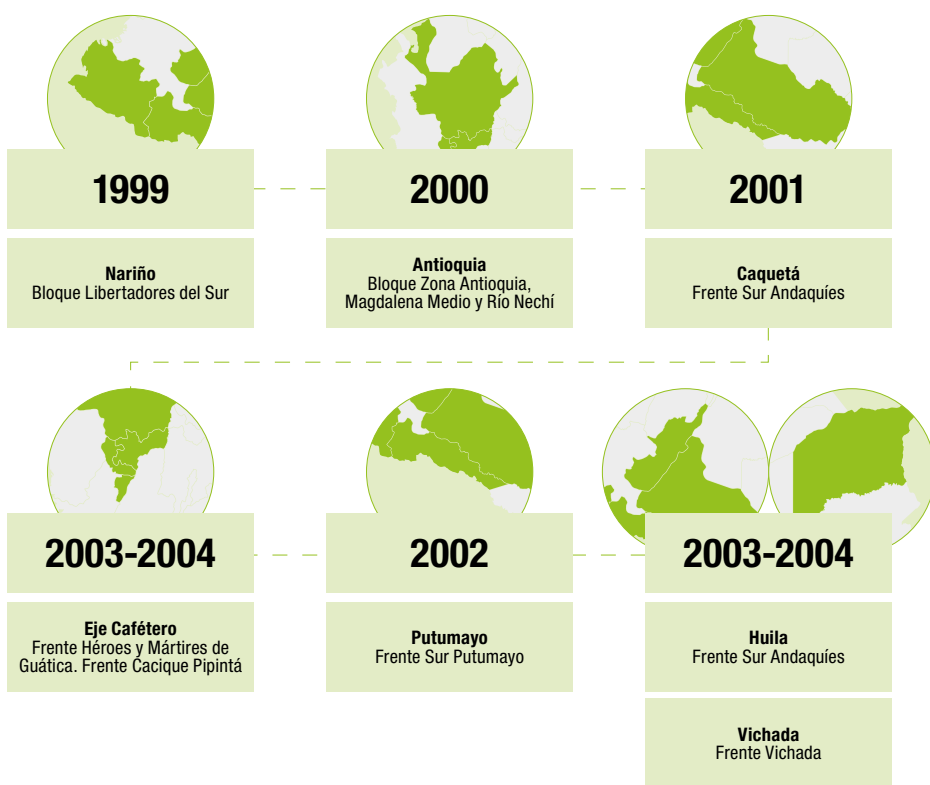 1999
Nariño
Bloque Libertadores del Sur
2000
Antioquia
Bloque Zona Antioquia,
Magdalena Medio y Río Nechí
2001
Caquetá
Frente Sur Andaquíes
2003-2004
Eje Cafétero
Frente Héroes y Mártires de
Guática. Frente Cacique Pipintá
2002
Putumayo
Frente Sur Putumayo
2003-2004
Huila
Frente Sur Andaquíes
Vichada
Frente Vichada